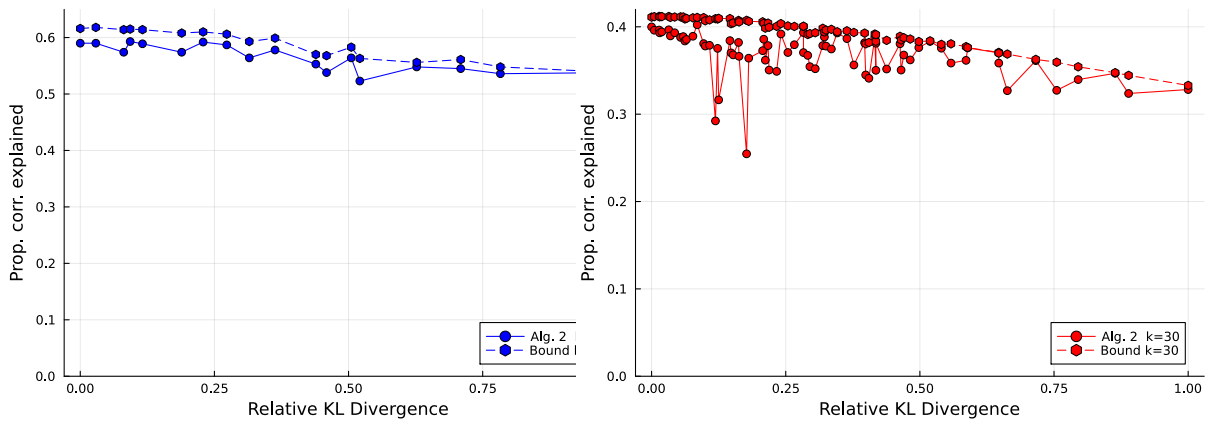 Prop. corr. explained
0.6
0.5
0.4
0.3
0.2
0.1
0.0
0.00
0.25
0.50
0.75
Relative KL Divergence
Alg. 2
Bound
Prop. corr. explained
0.4
0.3
0.2
0.1
0.0
0.00
0.25
0.50
0.75
1.00
Relative KL Divergence
Alg. 2 k=30
Bound k=30